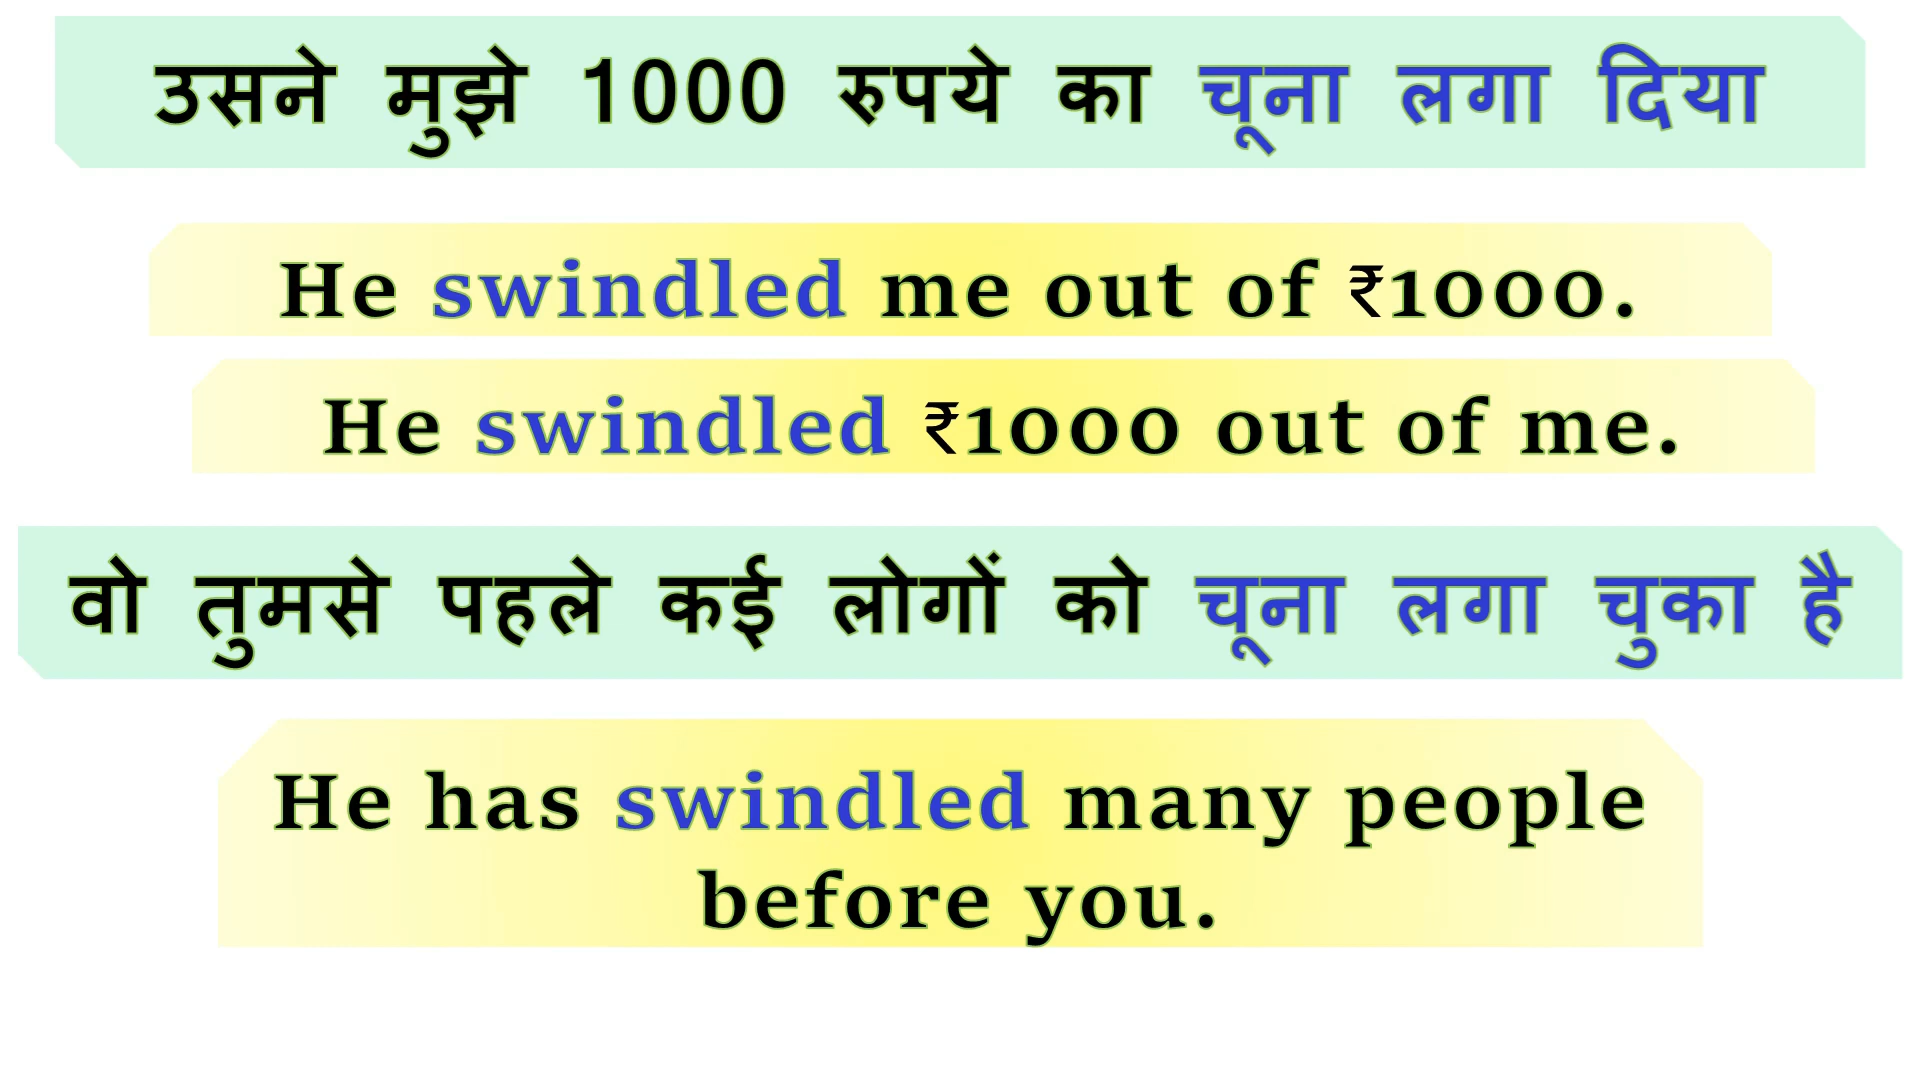 उसने मुझे 1000 रुपये का चूना लगा दिया
He swindled me out of ₹1000.
He swindled ₹1000 out of me.
वो तुमसे पहले कई लोगों को चूना लगा चुका है
He has swindled many people
before you.